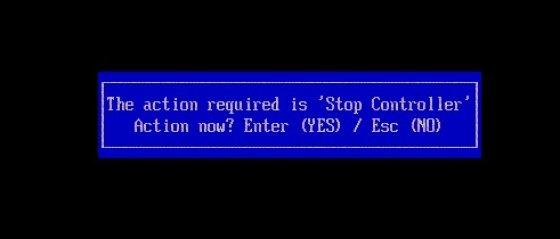 The action required is 'Stop Controller'
Action now? Enter (YES) / Esc (NO)